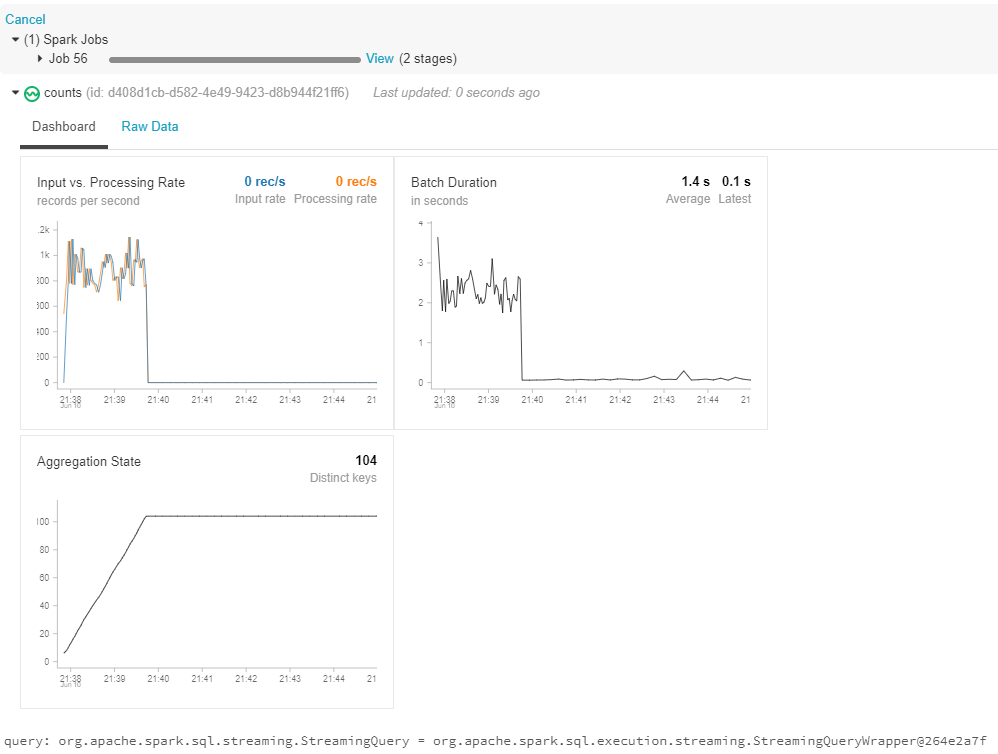 Cancel
(1) Spark Jobs
Job 56 View (2 stages)
counts (id: d408d1cb-d582-4e49-9423-d8b944f21ff6) Last updated: 0 seconds ago
Dashboard Raw Data
Input vs. Processing Rate 0 rec/s 0 rec/s
records per second Input rate Processing rate
.2k
1k
800
600
400
200
0
21:38 21:39 21:40 21:41 21:42 21:43 21:44 21
Jun 10
Batch Duration 1.4 s 0.1 s
in seconds Average Latest
4
3
2
1
0
21:38 21:39 21:40 21:41 21:42 21:43 21:44 21
Jun 10
Aggregation State 104
Distinct keys
100
80
60
40
20
0
21:38 21:39 21:40 21:41 21:42 21:43 21:44 21
Jun 10
query: org.apache.spark.sql.streaming.StreamingQuery = org.apache.spark.sql.execution.streaming.StreamingQueryWrapper@264e2a7f